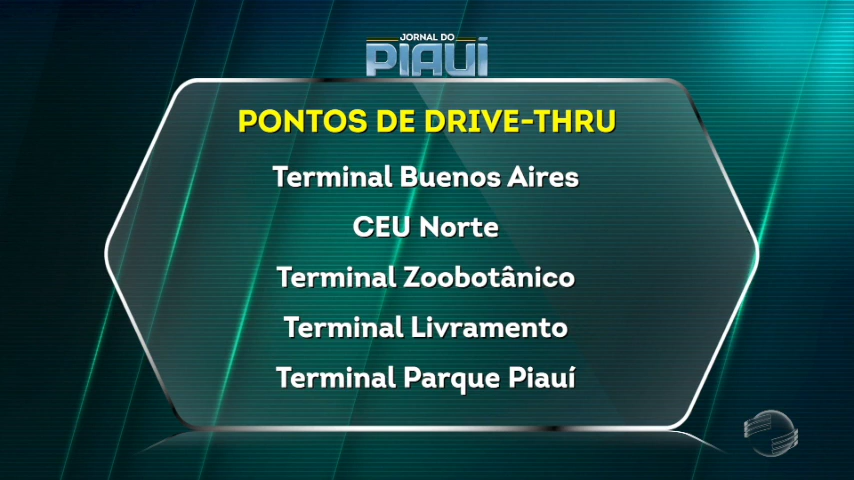 JORNAL DO
PIAUÍ
PONTOS DE DRIVE-THRU
Terminal Buenos Aires
CEU Norte
Terminal Zoobotânico
Terminal Livramento
Terminal Parque Piauí